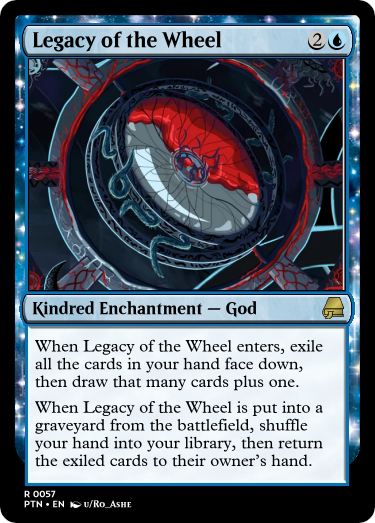 Legacy of the Wheel 2
Kindred Enchantment — God
When Legacy of the Wheel enters, exile
all the cards in your hand face down,
then draw that many cards plus one.
When Legacy of the Wheel is put into a
graveyard from the battlefield, shuffle
your hand into your library, then return
the exiled cards to their owner's hand.
R 0057
PTN • EN u/Ro_Ashe